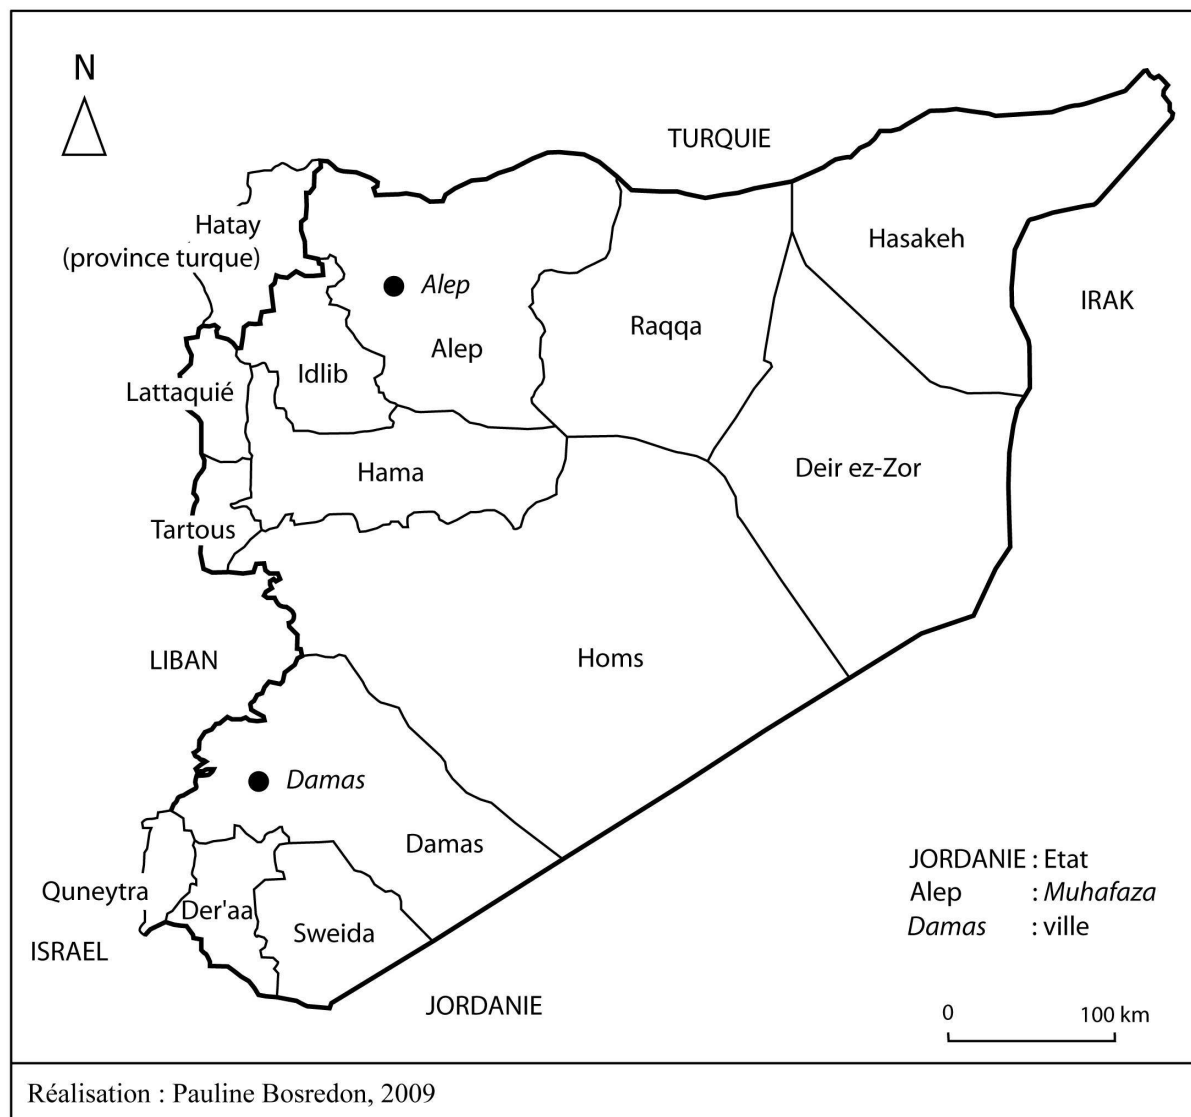 N
TURQUIE
Hatay
(province turque)
Hasakeh
Alep
IRAK
Raqqa
Alep
Idlib
Lattaquié
Deir ez-Zor
Hama
Tartous
LIBAN
Homs
Damas
Damas
JORDANIE : Etat
Alep : Muhafaza
Damas : ville
Quneytra
Der'aa
Sweida
ISRAEL
JORDANIE
0 100 km
Réalisation : Pauline Bosredon, 2009